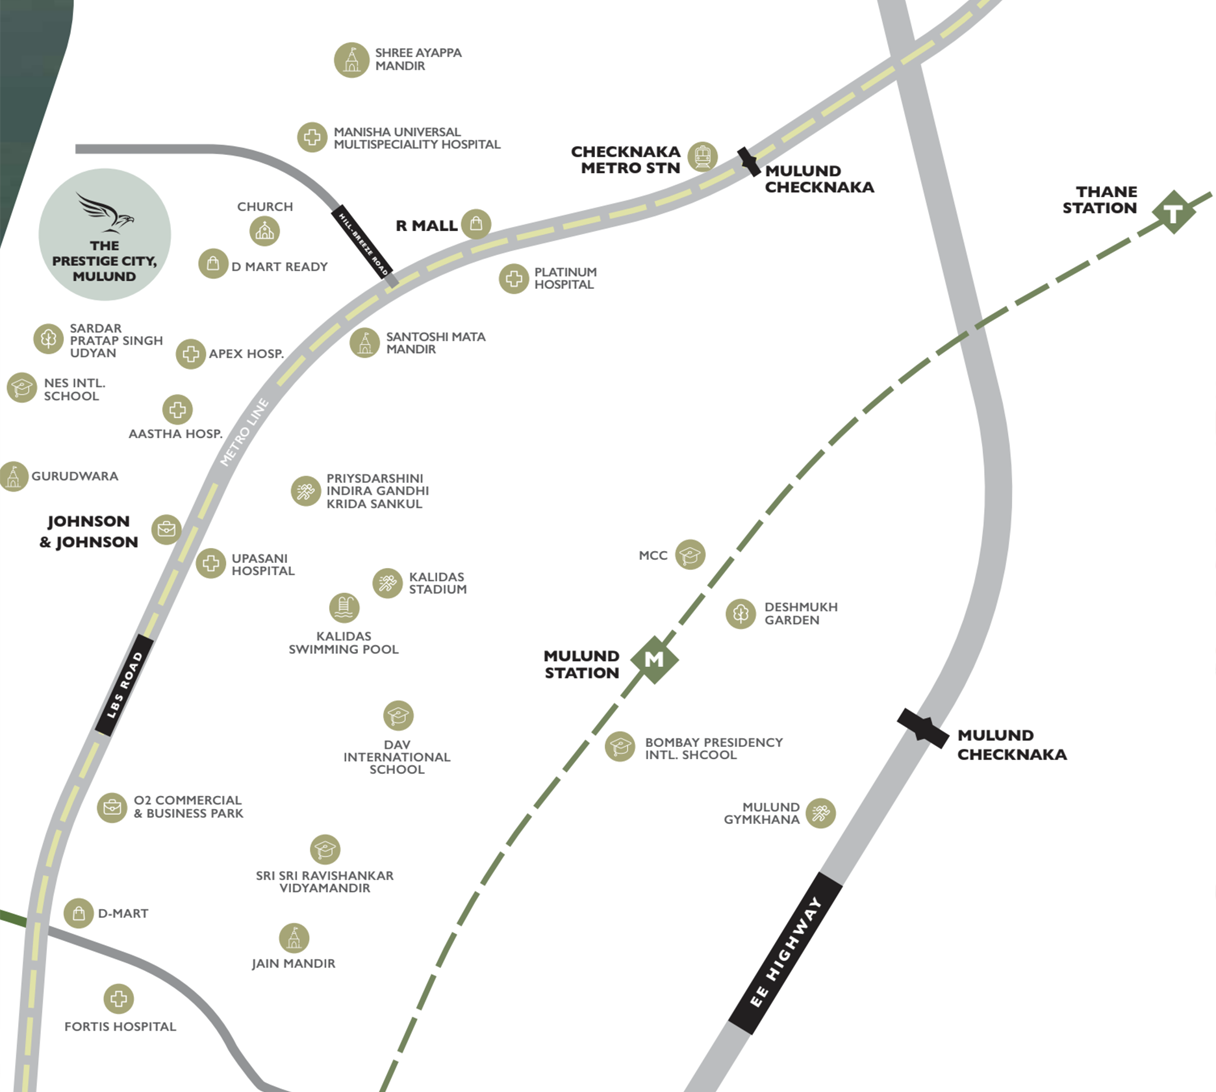 SHREE AYAPPA
MANDIR
MANISHA UNIVERSAL
MULTISPECIALITY HOSPITAL
CHECKNAKA
METRO STN
MULUND
CHECKNAKA
THANE
STATION
T
CHURCH
R MALL
HILL-BREEZE ROAD
THE
PRESTIGE CITY,
MULUND
D MART READY
PLATINUM
HOSPITAL
SARDAR
PRATAP SINGH
UDYAN
APEX HOSP.
SANTOSHI MATA
MANDIR
NES INTL.
SCHOOL
AASTHA HOSP.
METRO LINE
GURUDWARA
PRIYSDARSHINI
INDIRA GANDHI
KRIDA SANKUL
JOHNSON
& JOHNSON
UPASANI
HOSPITAL
KALIDAS
STADIUM
MCC
KALIDAS
SWIMMING POOL
DESHMUKH
GARDEN
MULUND
STATION
M
LBS ROAD
DAV
INTERNATIONAL
SCHOOL
BOMBAY PRESIDENCY
INTL. SHCOOL
MULUND
CHECKNAKA
O2 COMMERCIAL
& BUSINESS PARK
MULUND
GYMKHANA
SRI SRI RAVISHANKAR
VIDYAMANDIR
D-MART
EE HIGHWAY
JAIN MANDIR
FORTIS HOSPITAL